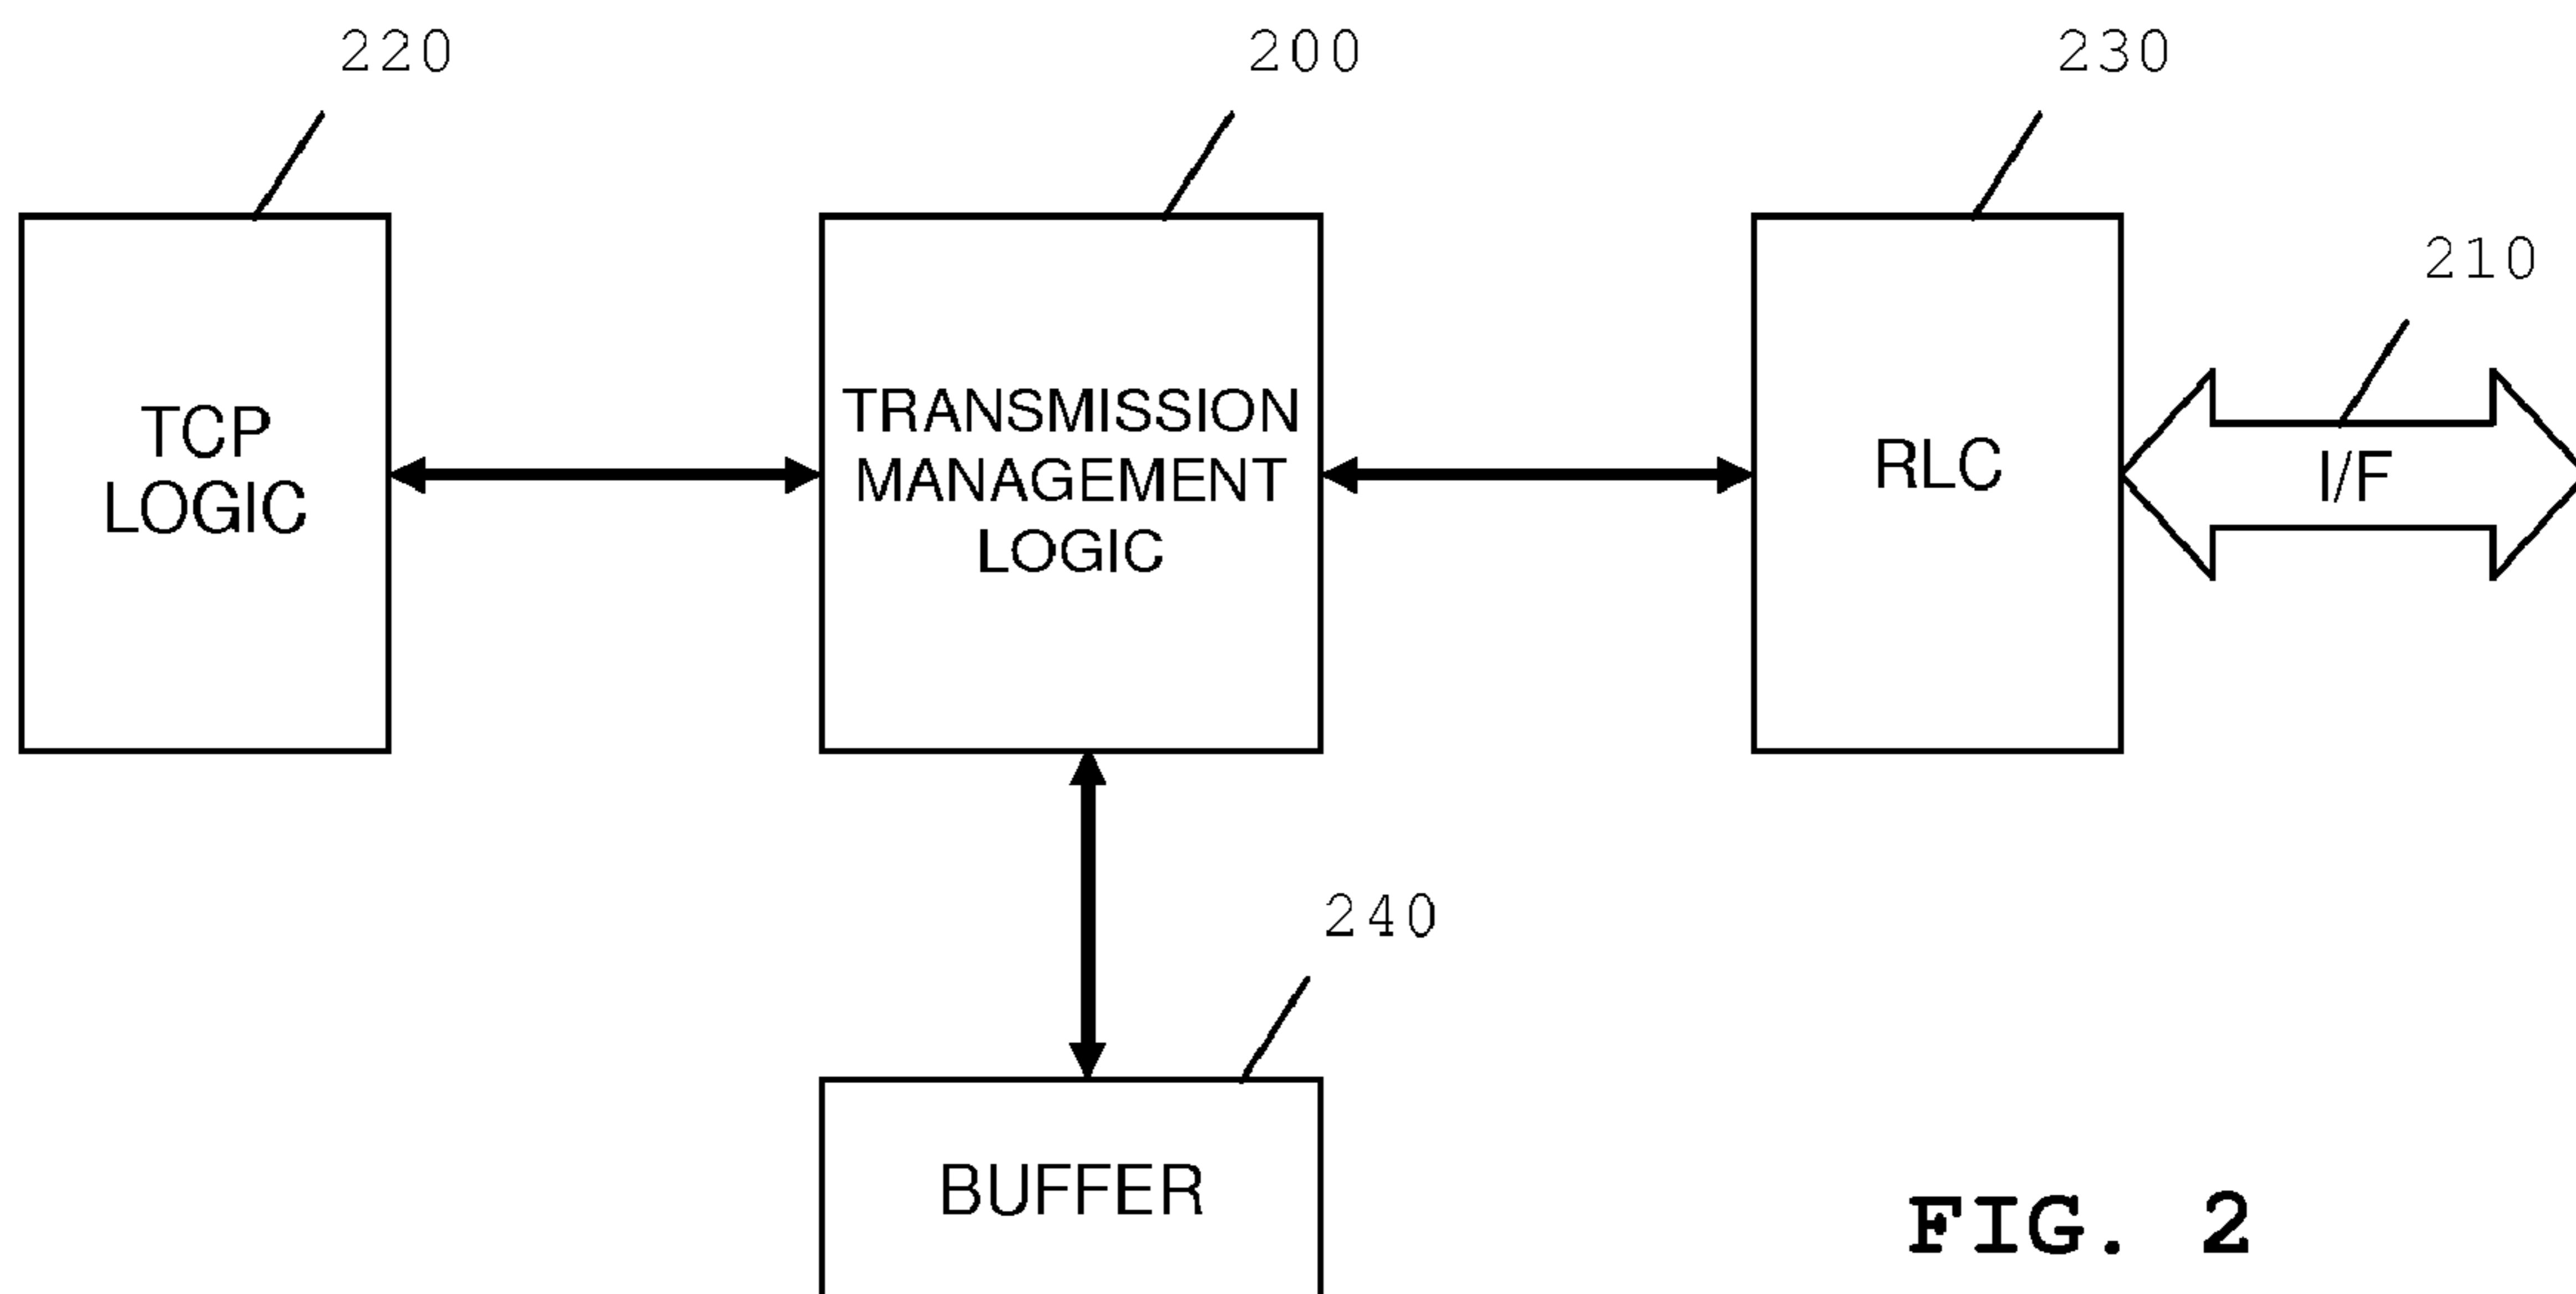 220
200
230
210
TCP
LOGIC
TRANSMISSION
MANAGEMENT
LOGIC
RLC
I/F
240
BUFFER
FIG. 2